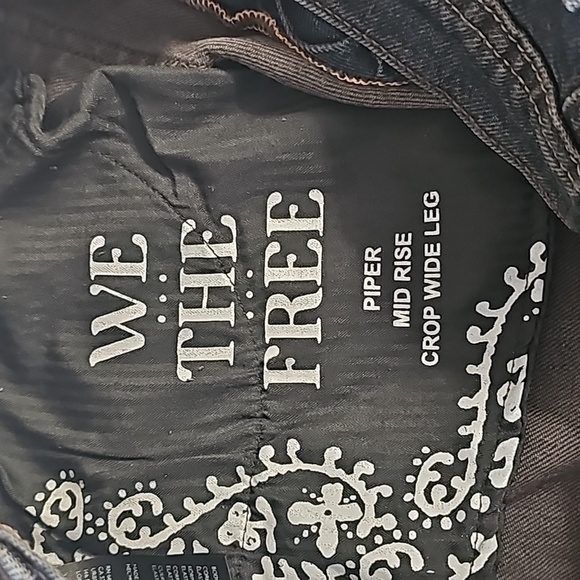 WE
THE
FREE
PIPER
MID RISE
CROP WIDE LEG